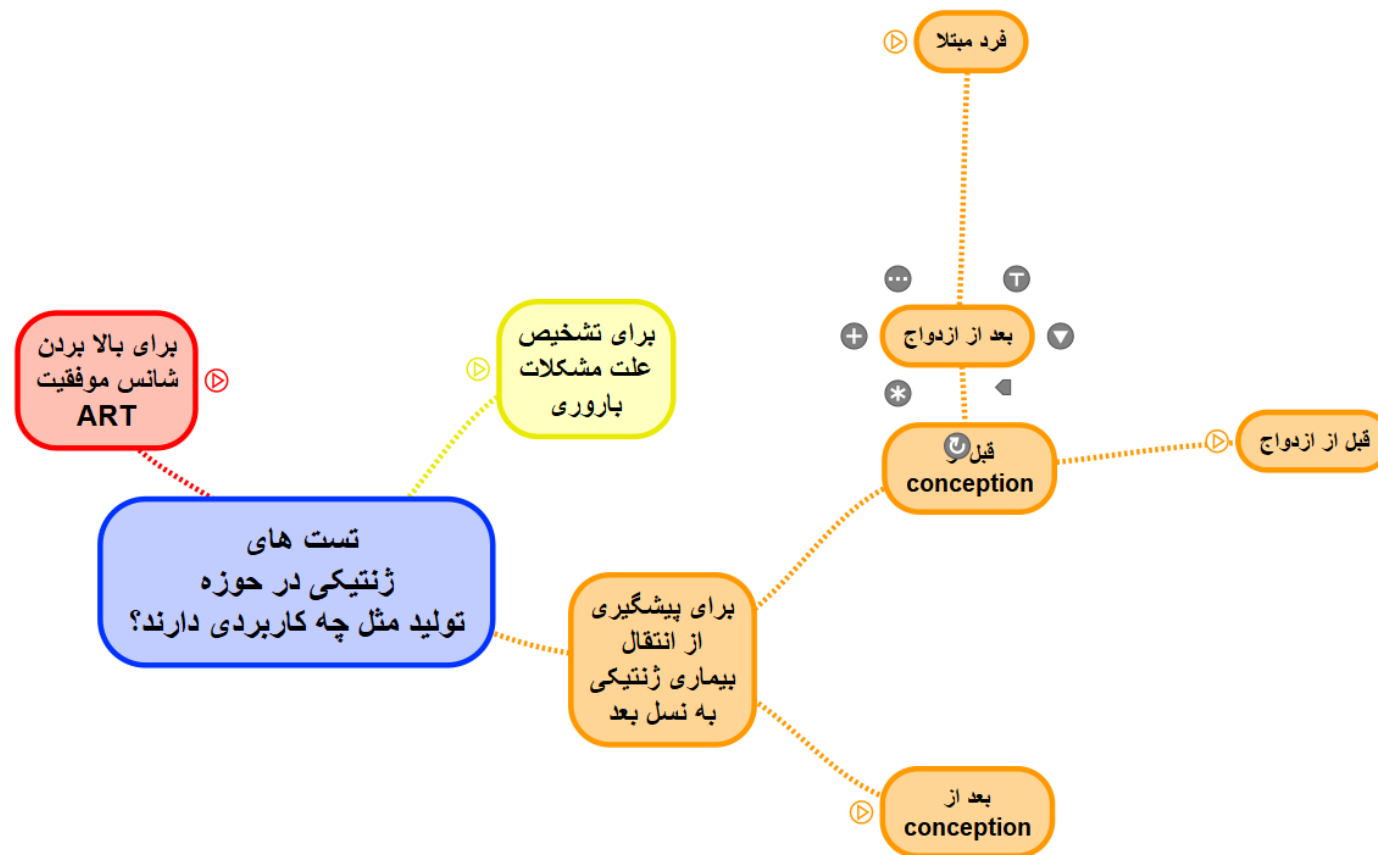 فرد مبتلا
بعد از ازدواج
برای تشخیص
علت مشکلات
باروری
برای بالا بردن
شانس موفقیت
ART
قبل از ازدواج
قبل
conception
تست های
ژنتیکی در حوزه
تولید مثل چه کاربردی دارند؟
برای پیشگیری
از انتقال
بیماری ژنتیکی
به نسل بعد
بعد از
conception